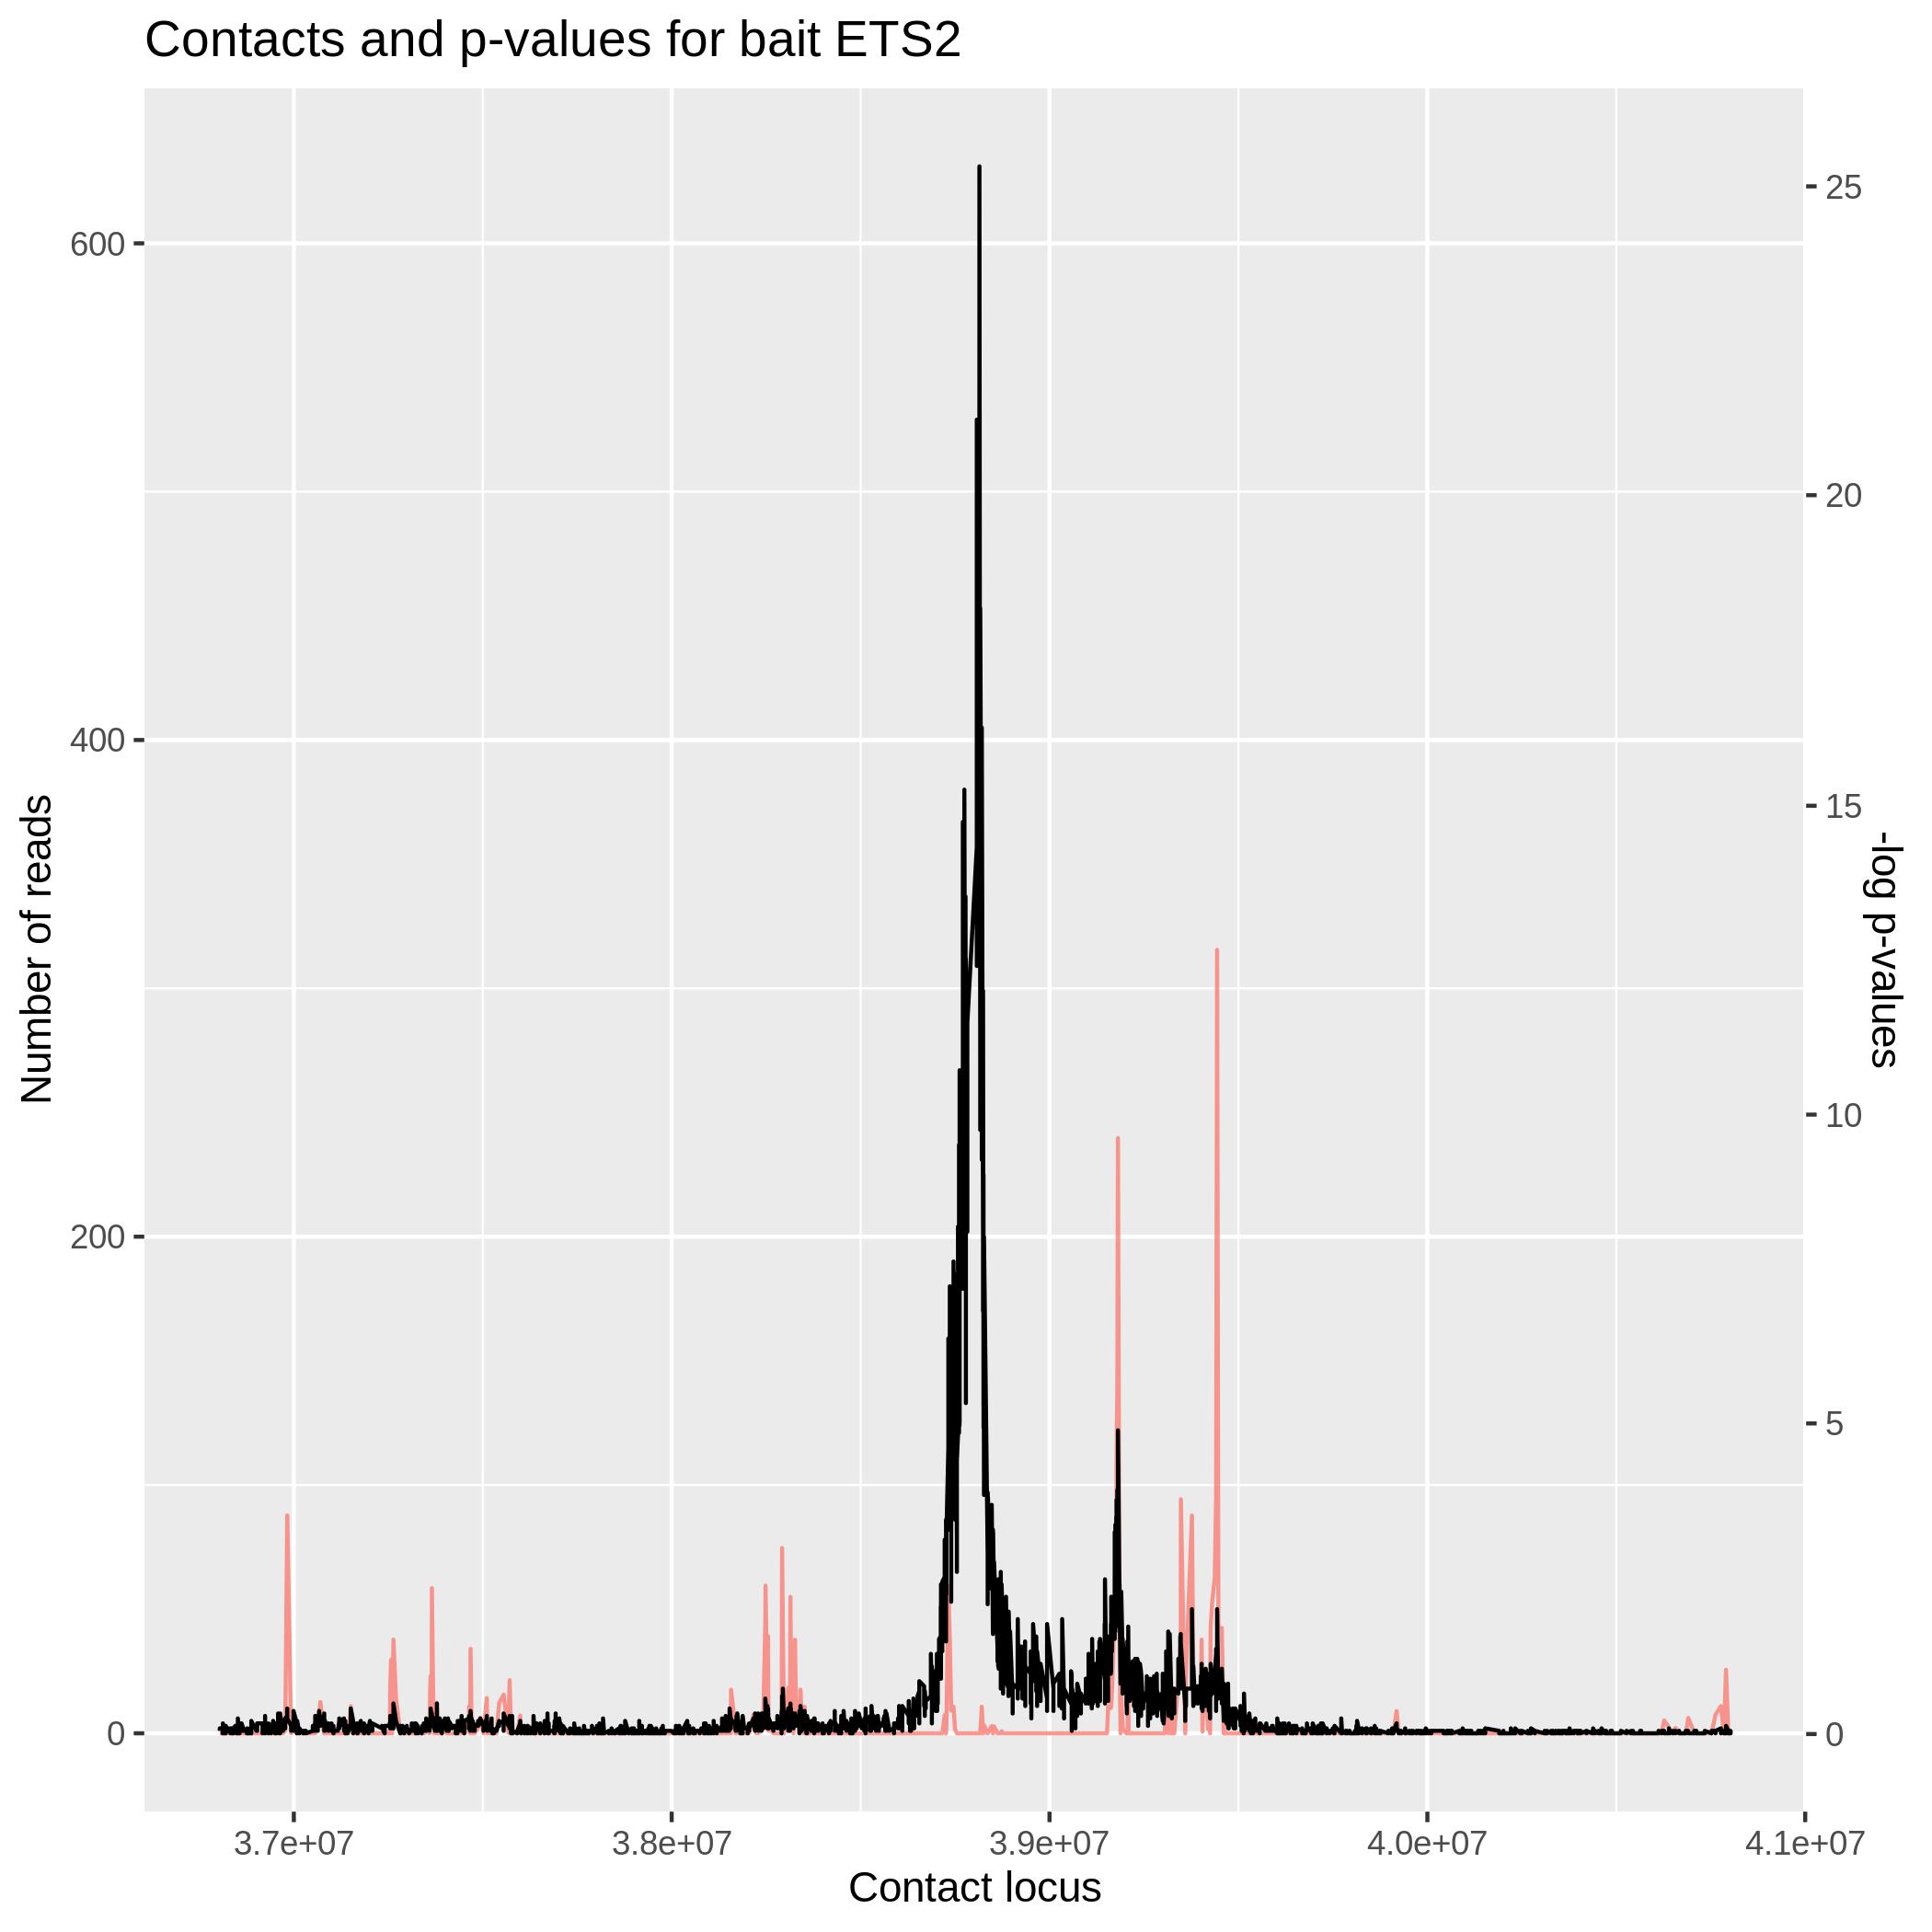 Contacts and p-values for bait ETS2
Number of reads
600
400
200
0
25
20
15
10
5
0
-log p-values
3.7e+07 3.8e+07 3.9e+07 4.0e+07 4.1e+07
Contact locus